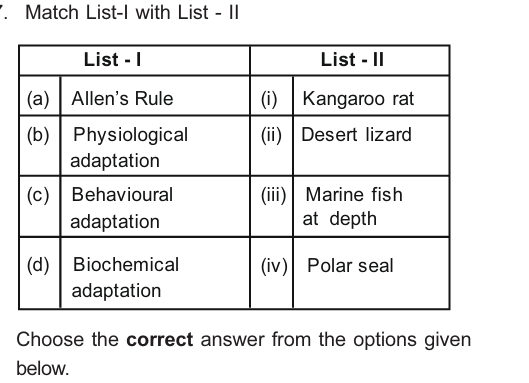 7. Match List-I with List - II
List - I List - II
(a) Allen's Rule (i) Kangaroo rat
(b) Physiological (ii) Desert lizard
adaptation
(c) Behavioural (iii) Marine fish
adaptation at depth
(d) Biochemical (iv) Polar seal
adaptation
Choose the correct answer from the options given
below.